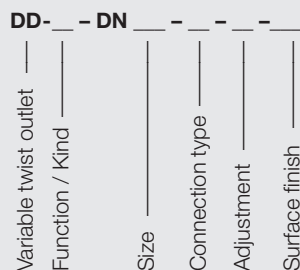 DD-__ – DN ___ – __ – __ –___
Variable twist outlet
Function / Kind
Size
Connection type
Adjustment
Surface finish